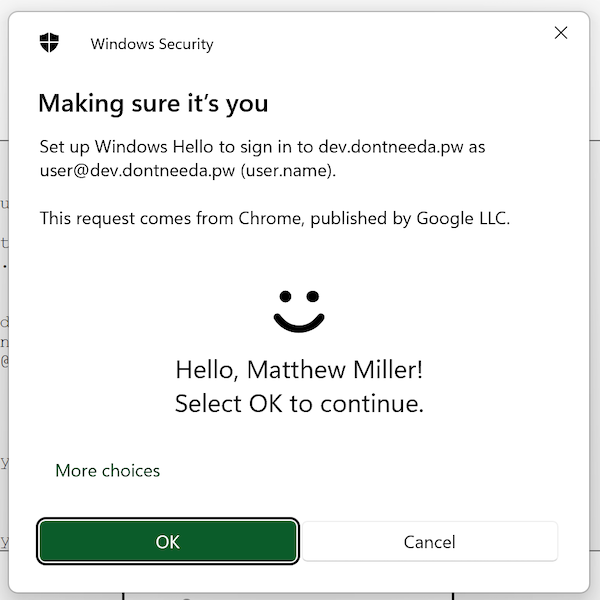 Windows Security
Making sure it’s you
Set up Windows Hello to sign in to dev.dontneeda.pw as
user@dev.dontneeda.pw (user.name).
This request comes from Chrome, published by Google LLC.
Hello, Matthew Miller!
Select OK to continue.
More choices
OK
Cancel